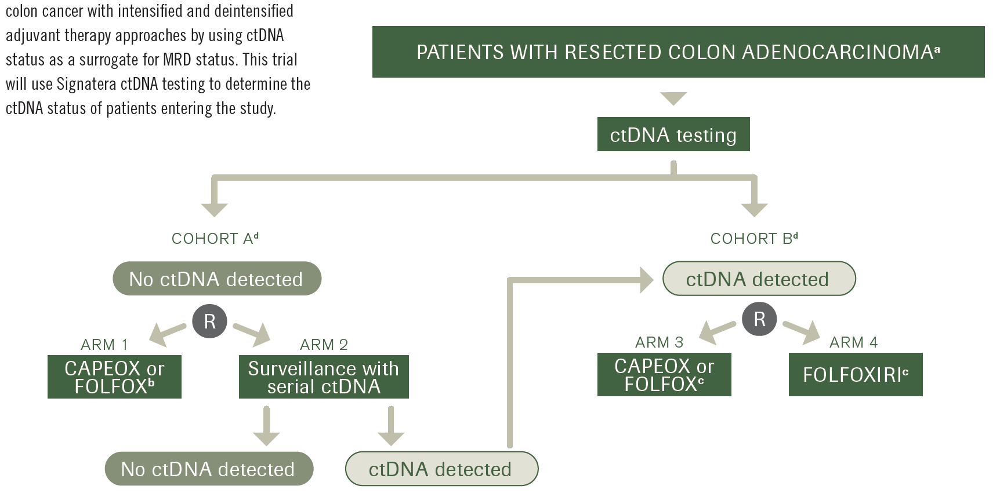 colon cancer with intensified and deintensified
adjuvant therapy approaches by using ctDNA
status as a surrogate for MRD status. This trial
will use Signatera ctDNA testing to determine the
ctDNA status of patients entering the study.
PATIENTS WITH RESECTED COLON ADENOCARCINOMAᵃ
ctDNA testing
COHORT Aᵈ
No ctDNA detected
R
ARM 1
CAPEOX or
FOLFOXᵇ
ARM 2
Surveillance with
serial ctDNA
No ctDNA detected
ctDNA detected
COHORT Bᵈ
ctDNA detected
R
ARM 3
CAPEOX or
FOLFOXᶜ
ARM 4
FOLFOXIRIᶜ